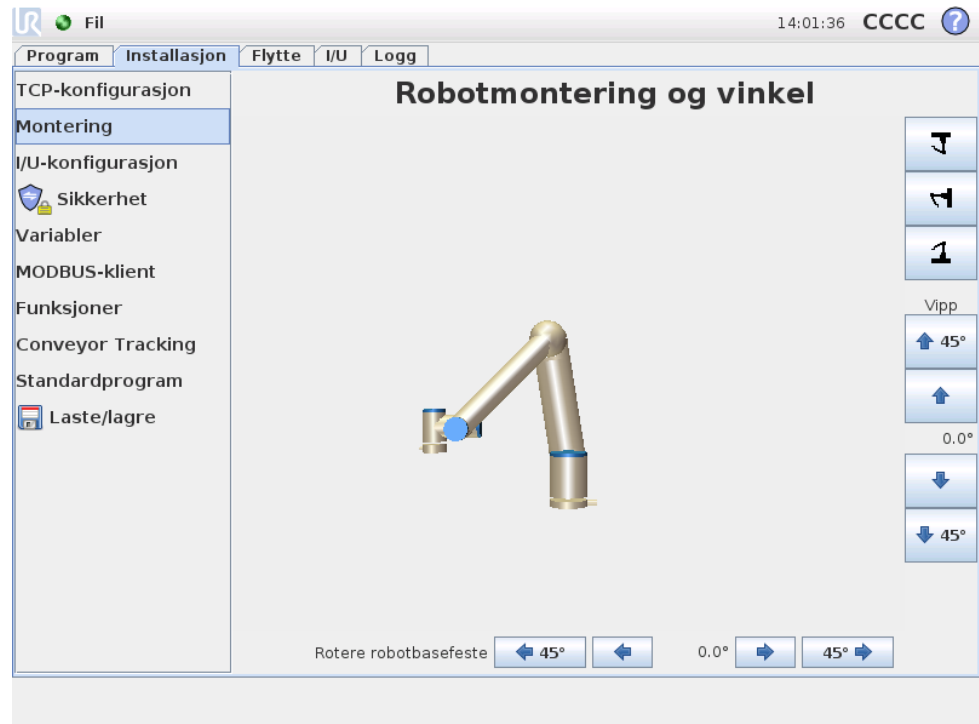 UR Fil 14:01:36 CCCC ?
Program Installasjon Flytte I/U Logg
TCP-konfigurasjon
Montering
I/U-konfigurasjon
Sikkerhet
Variabler
MODBUS-klient
Funksjoner
Conveyor Tracking
Standardprogram
Laste/lagre
Robotmontering og vinkel
Vipp
45°
0.0°
45°
Rotere robotbasefeste 45° 0.0° 45°